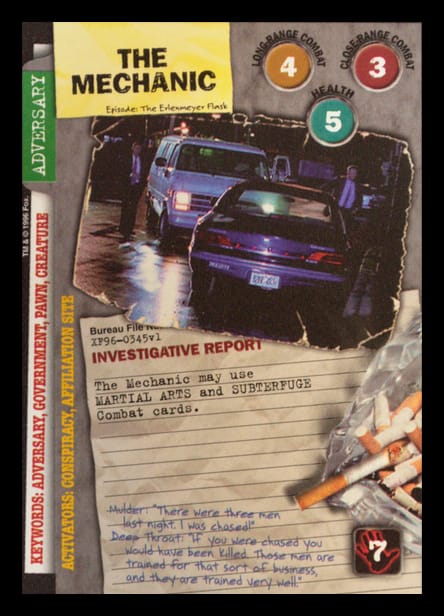 THE
MECHANIC
Episode: The Erlenmeyer Flask
LONG-RANGE COMBAT
4
CLOSE-RANGE COMBAT
3
HEALTH
5
ADVERSARY
TM & © 1996 Fox.
KEYWORDS: ADVERSARY, GOVERNMENT, PAWN, CREATURE
ACTIVATORS: CONSPIRACY, AFFILIATION SITE
Bureau File
XF96-0345v1
INVESTIGATIVE REPORT
The Mechanic may use
MARTIAL ARTS and SUBTERFUGE
Combat cards.
Mulder: "There were three men
last night. I was chased!"
Deep Throat: "If you were chased you
would have been killed. Those men are
trained for that sort of business,
and they are trained very well."
7